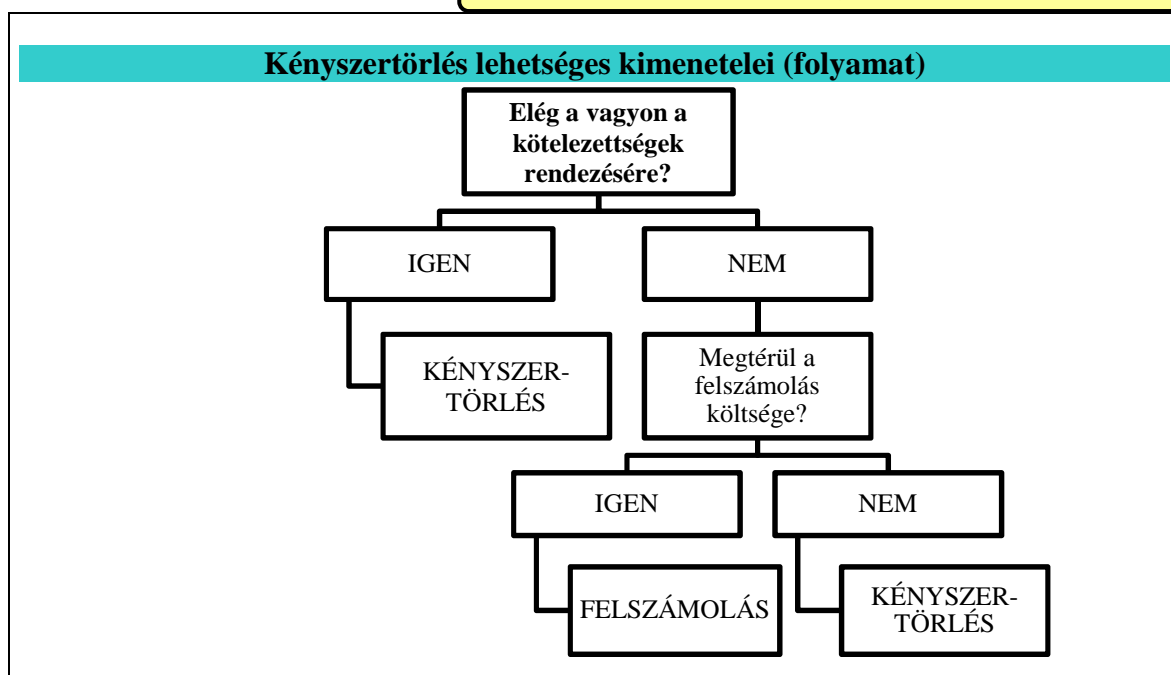 Kényszertörlés lehetséges kimenetelei (folyamat)
Elég a vagyon a
kötelezettségek
rendezésére?
IGEN
NEM
KÉNYSZER-
TÖRLÉS
Megtérül a
felszámolás
költsége?
IGEN
NEM
FELSZÁMOLÁS
KÉNYSZER-
TÖRLÉS